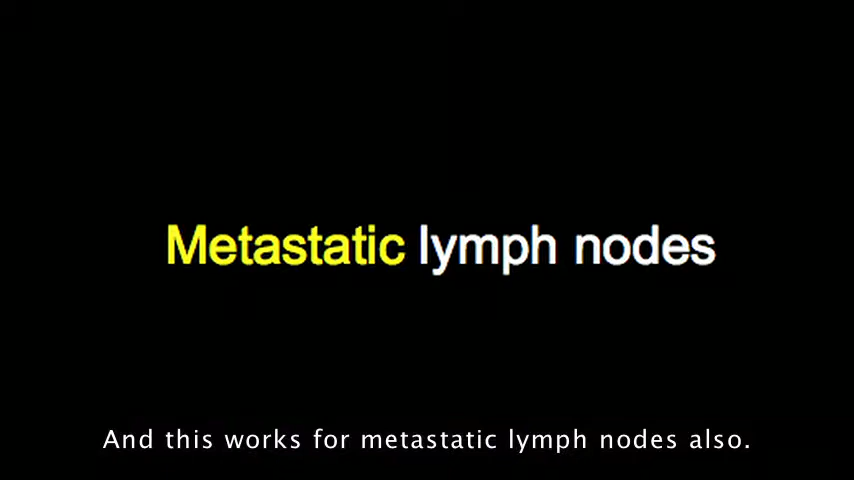 Metastatic lymph nodes
And this works for metastatic lymph nodes also.